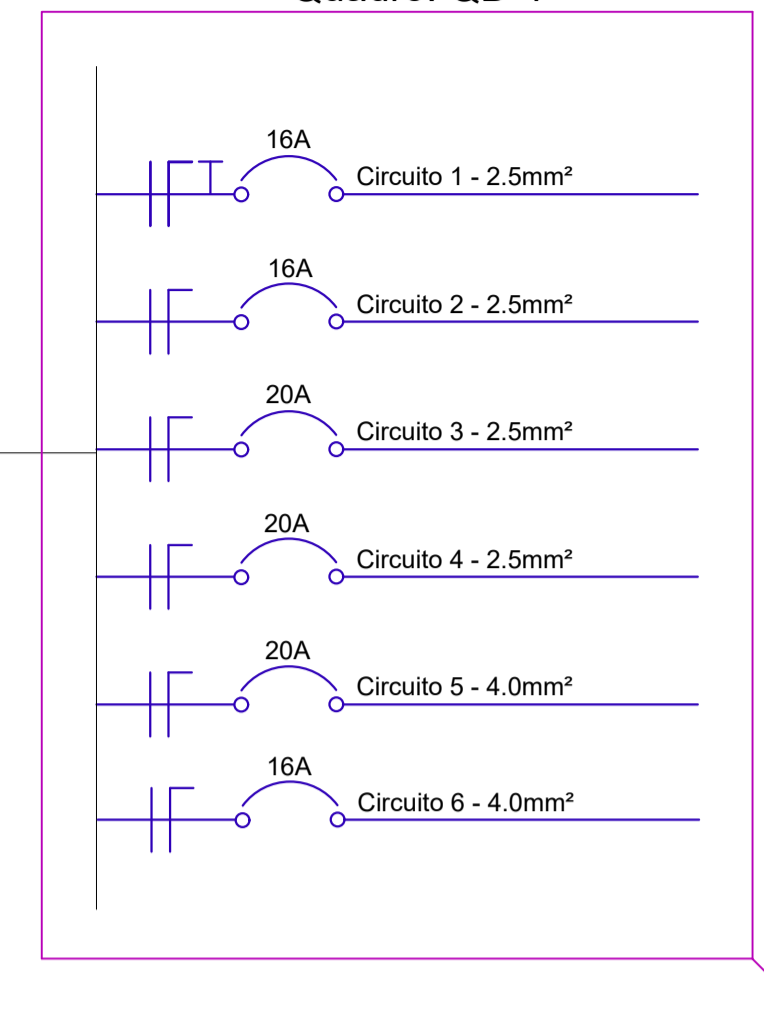 16A
Circuito 1 - 2.5mm²
16A
Circuito 2 - 2.5mm²
20A
Circuito 3 - 2.5mm²
20A
Circuito 4 - 2.5mm²
20A
Circuito 5 - 4.0mm²
16A
Circuito 6 - 4.0mm²